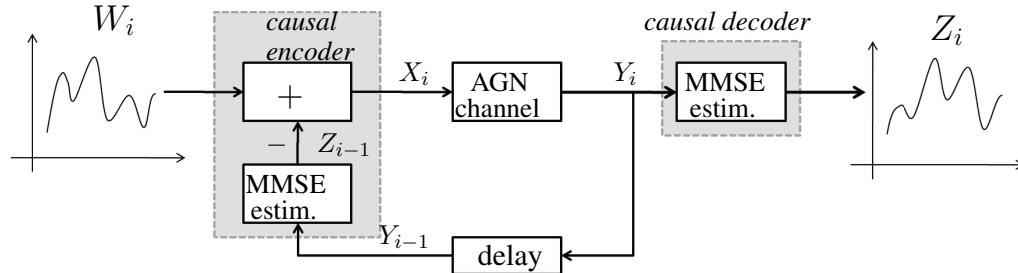 W_i
causal
encoder
causal decoder
Z_i
+
X_i
AGN
channel
Y_i
MMSE
estim.
−
Z_{i−1}
MMSE
estim.
Y_{i−1}
delay